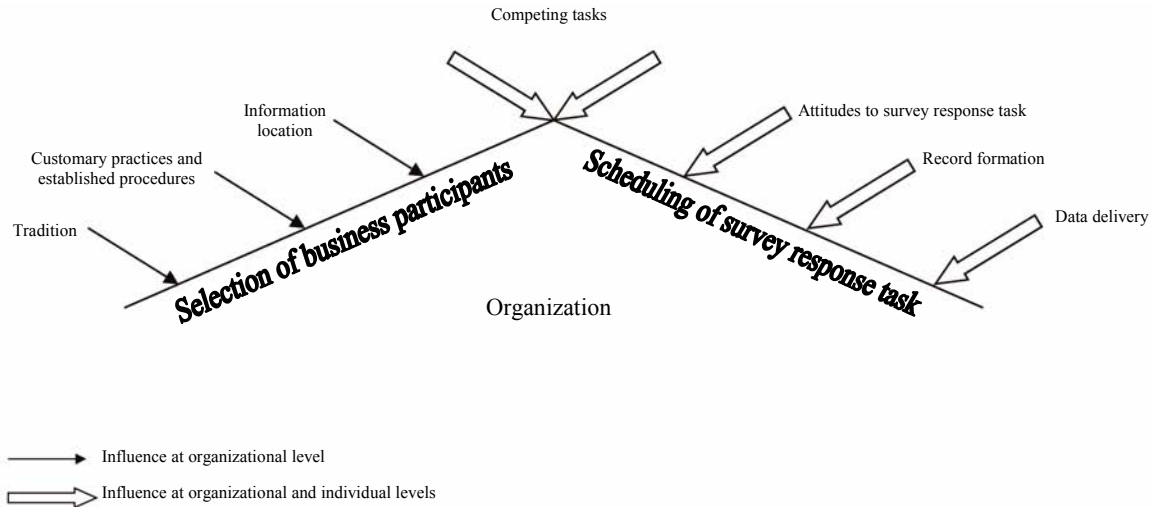 Competing tasks
Information
location
Attitudes to survey response task
Customary practices and
established procedures
Record formation
Tradition
Data delivery
Selection of business participants
Scheduling of survey response task
Organization
Influence at organizational level
Influence at organizational and individual levels